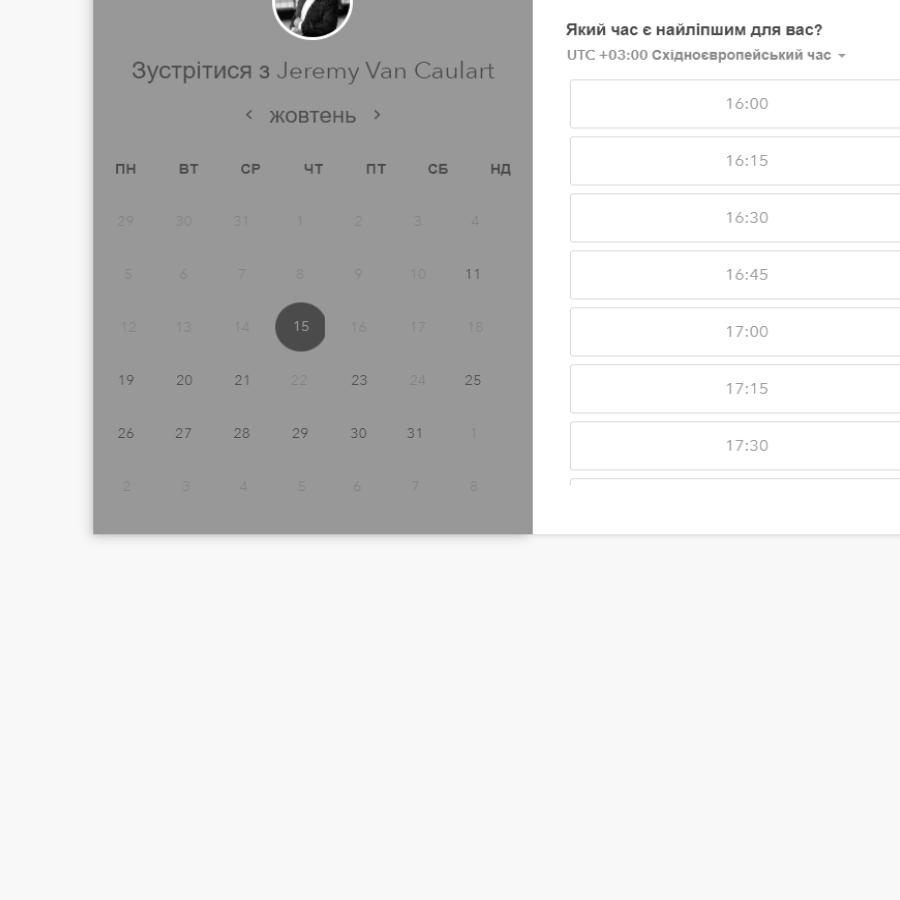 Зустрітися з Jeremy Van Caulart
жовтень
ПН ВТ СР ЧТ ПТ СБ НД
29 30 31 1 2 3 4
5 6 7 8 9 10 11
12 13 14 15 16 17 18
19 20 21 22 23 24 25
26 27 28 29 30 31 1
2 3 4 5 6 7 8
Який час є найліпшим для вас?
UTC +03:00 Східноєвропейський час
16:00
16:15
16:30
16:45
17:00
17:15
17:30